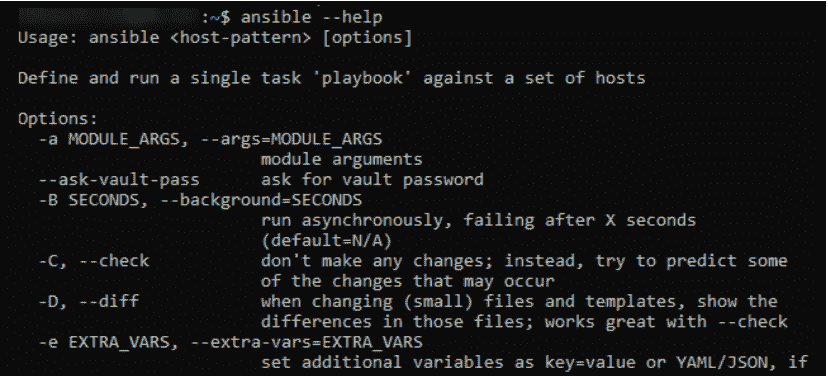 :~$ ansible --help
Usage: ansible <host-pattern> [options]
Define and run a single task 'playbook' against a set of hosts
Options:
-a MODULE_ARGS, --args=MODULE_ARGS
module arguments
--ask-vault-pass ask for vault password
-B SECONDS, --background=SECONDS
run asynchronously, failing after X seconds
(default=N/A)
-C, --check don't make any changes; instead, try to predict some
of the changes that may occur
-D, --diff when changing (small) files and templates, show the
differences in those files; works great with --check
-e EXTRA_VARS, --extra-vars=EXTRA_VARS
set additional variables as key=value or YAML/JSON, if